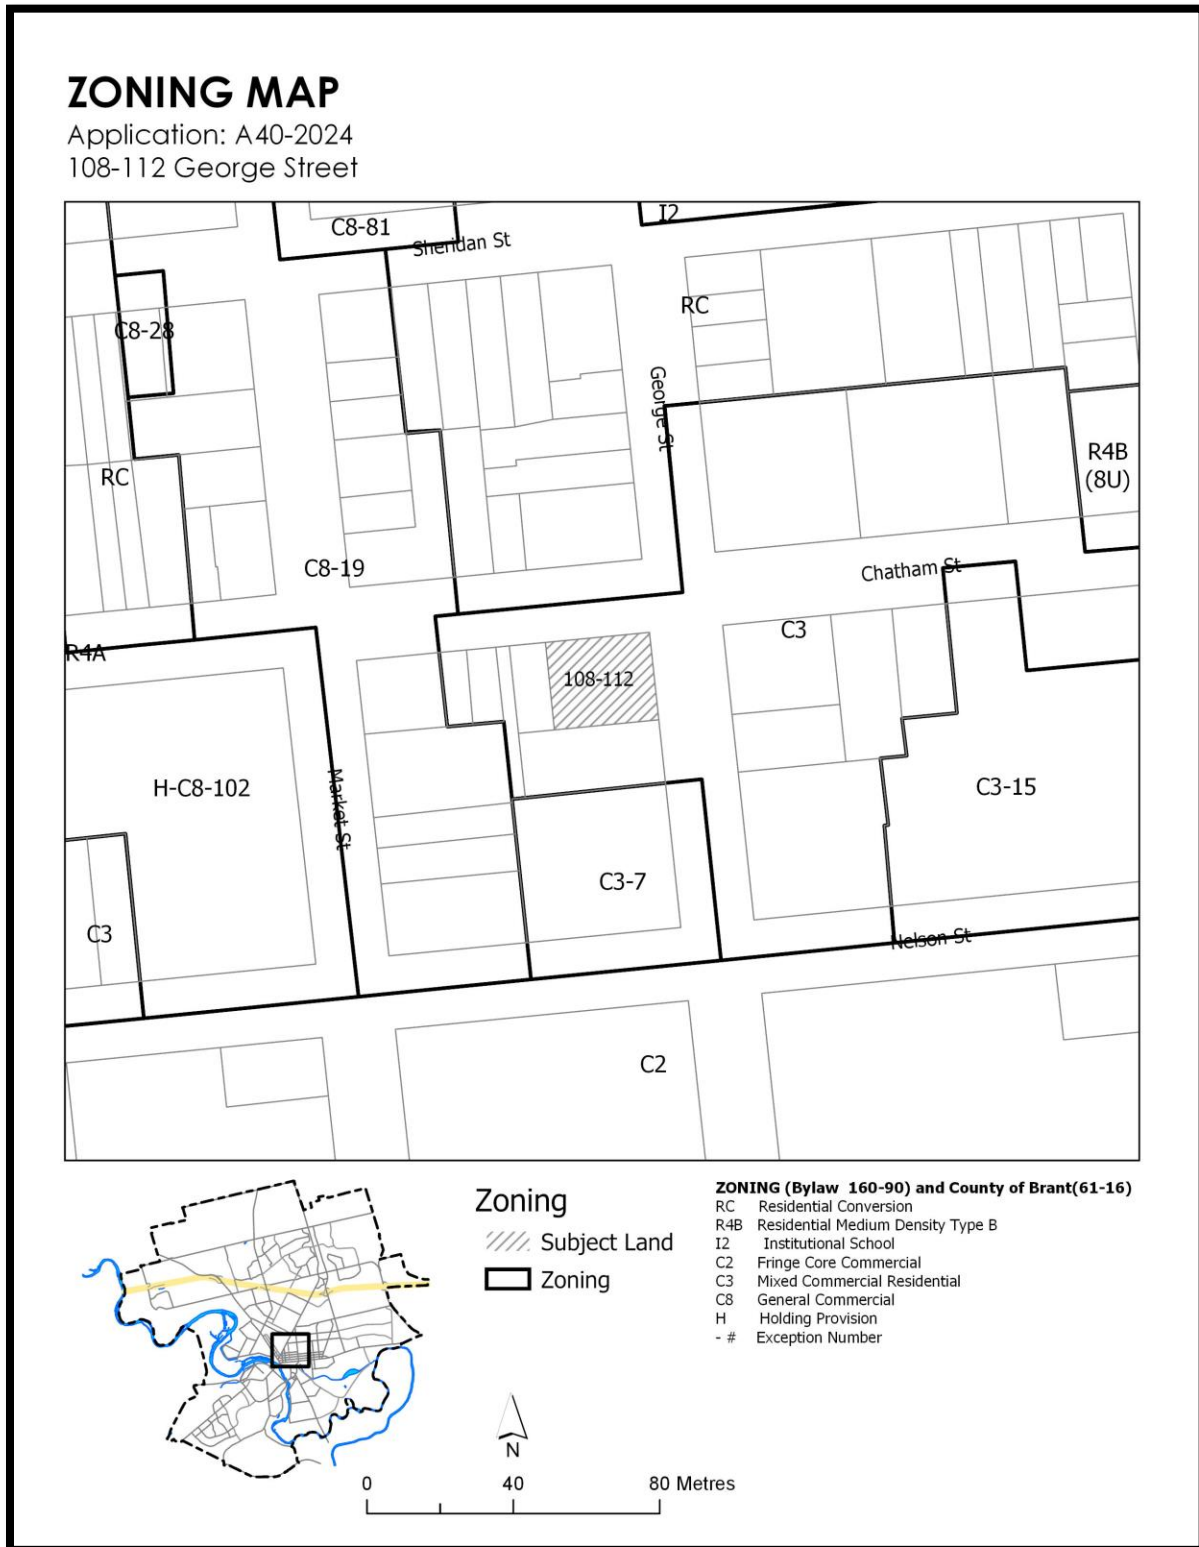 ZONING MAP
Application: A40-2024
108-112 George Street
I2
C8-81
Sheridan St
RC
C8-28
George St
R4B
(8U)
RC
C8-19
Chatham St
C3
R4A
108-112
H-C8-102
Market St
C3-15
C3-7
C3
Nelson St
C2
Zoning
Subject Land
Zoning
ZONING (Bylaw 160-90) and County of Brant(61-16)
RC Residential Conversion
R4B Residential Medium Density Type B
I2 Institutional School
C2 Fringe Core Commercial
C3 Mixed Commercial Residential
C8 General Commercial
H Holding Provision
- # Exception Number
N
0 40 80 Metres